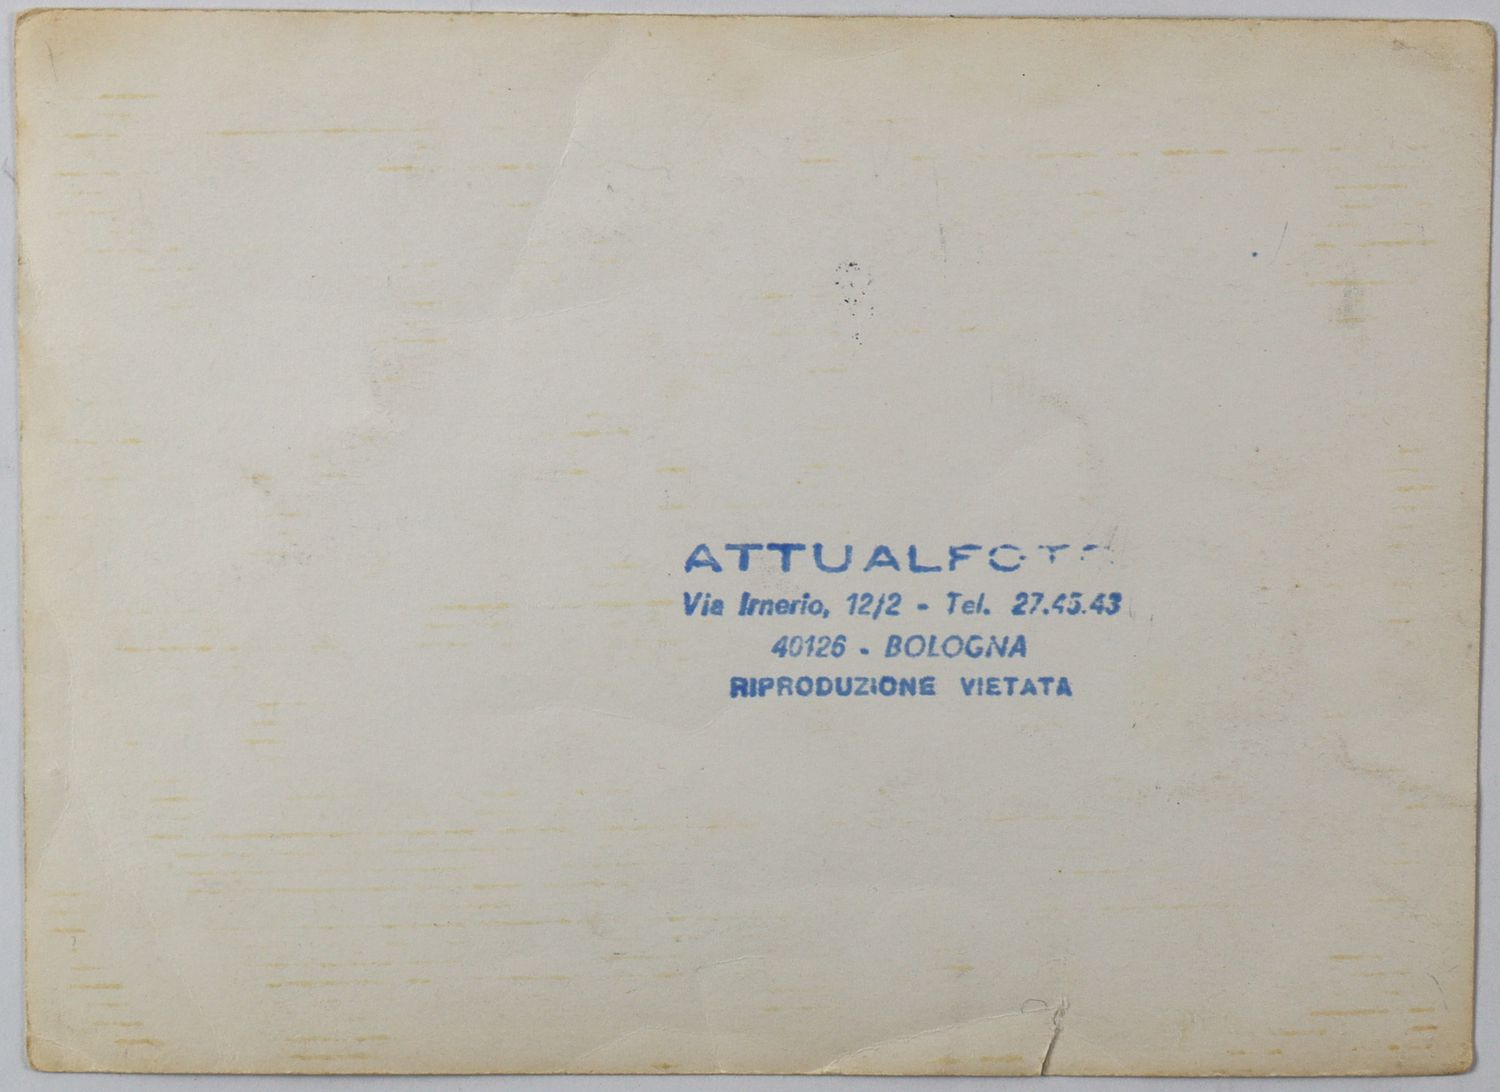 ATTUALFOTO
Via Irnerio, 12/2 - Tel. 27.45.43
40126 - BOLOGNA
RIPRODUZIONE VIETATA